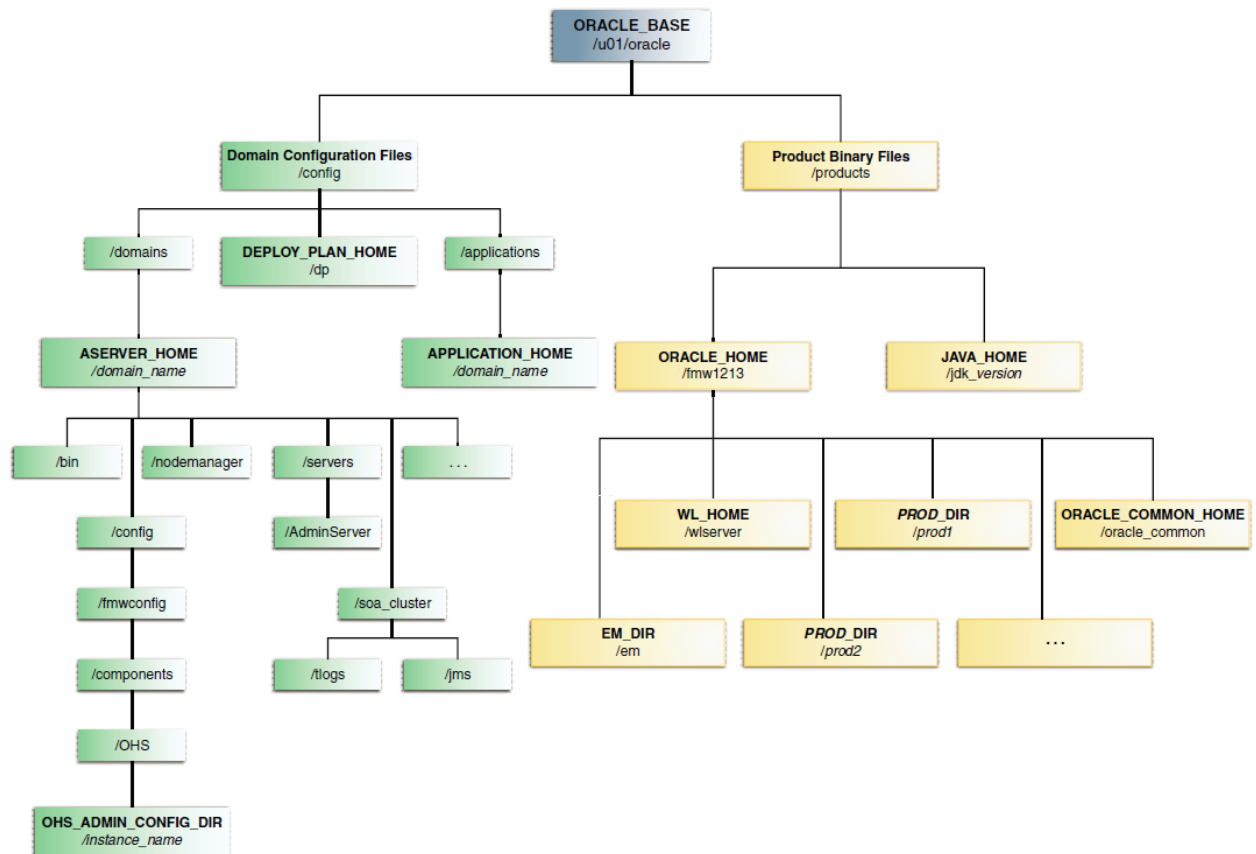 ORACLE_BASE
/u01/oracle
Domain Configuration Files
/config
Product Binary Files
/products
/domains
DEPLOY_PLAN_HOME
/dp
/applications
ASERVER_HOME
/domain_name
APPLICATION_HOME
/domain_name
ORACLE_HOME
/fmw1213
JAVA_HOME
/jdk_version
/bin
/nodemanager
/servers
. . .
/config
/AdminServer
WL_HOME
/wlserver
PROD_DIR
/prod1
ORACLE_COMMON_HOME
/oracle_common
/fmwconfig
/soa_cluster
EM_DIR
/em
PROD_DIR
/prod2
. . .
/components
/tlogs
/jms
/OHS
OHS_ADMIN_CONFIG_DIR
/instance_name